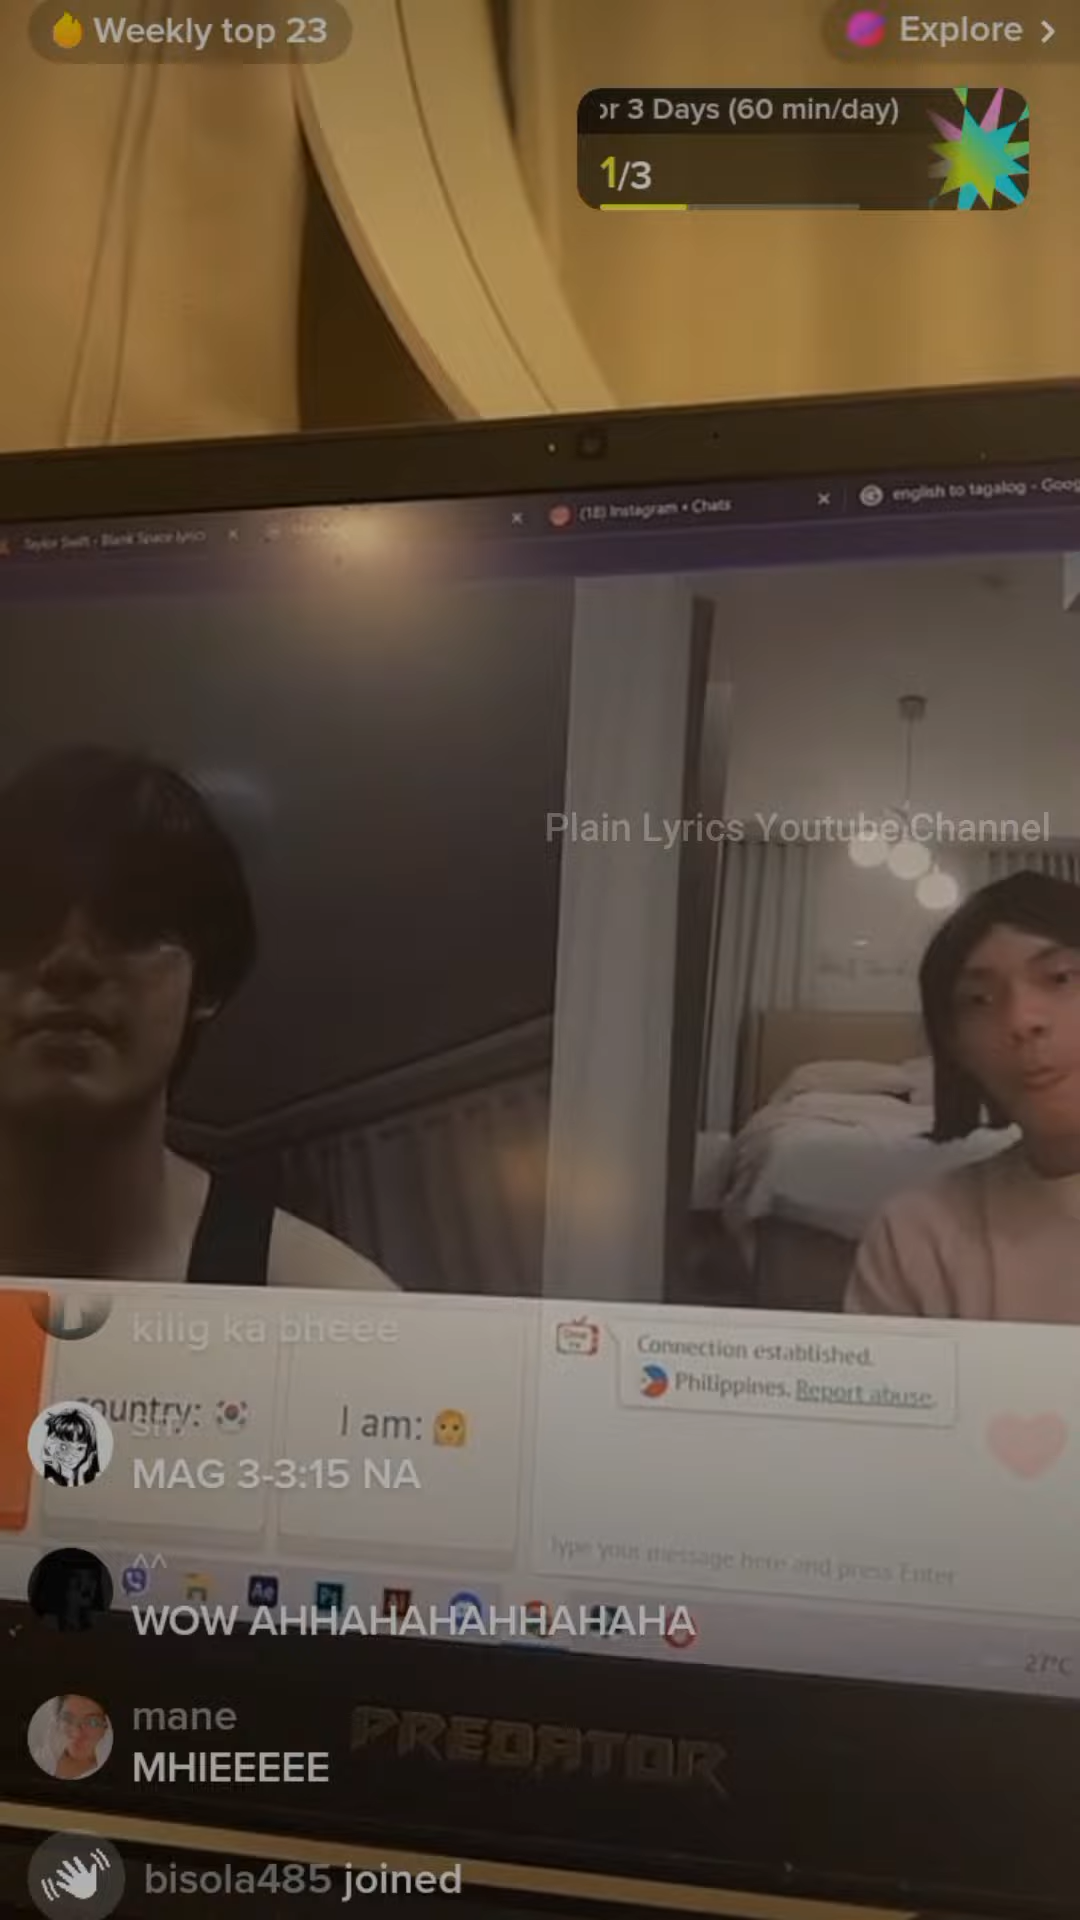 Weekly top 23
Explore
or 3 Days (60 min/day)
1/3
Taylor Swift - Blank Space lyrics
(18) Instagram • Chats
english to tagalog - Goog
Plain Lyrics Youtube Channel
kilig ka bheee
Connection established.
Philippines. Report abuse.
ountry:
I am:
MAG 3-3:15 NA
Type your message here and press Enter
^^
Ae
Ps
WOW AHHAHAHAHHAHAHA
27°C
mane
PREDATOR
MHIEEEEE
bisola485 joined